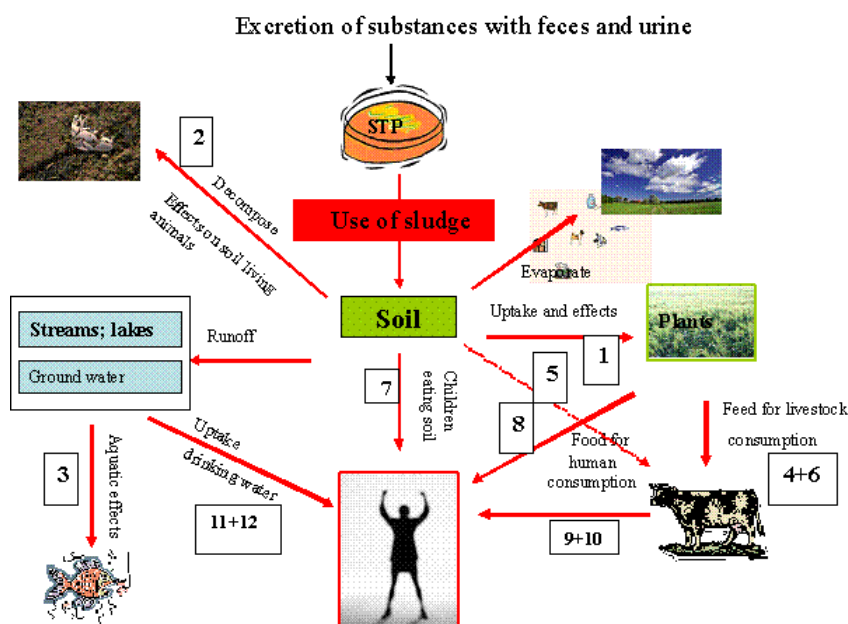 Excretion of substances with feces and urine
STP
2
Decompose
Effects on soil living
animals
Use of sludge
Evaporate
Soil
Uptake and effects
Plants
1
Streams; lakes
Ground water
Runoff
7
Children
eating soil
5
8
Food for
human
consumption
Feed for livestock
consumption
4+6
3
Aquatic effects
Uptake
drinking water
11+12
9+10